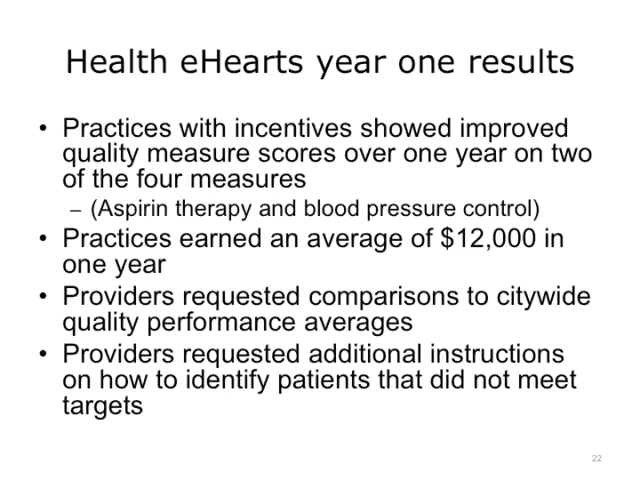 Health eHearts year one results
• Practices with incentives showed improved
quality measure scores over one year on two
of the four measures
– (Aspirin therapy and blood pressure control)
• Practices earned an average of $12,000 in
one year
• Providers requested comparisons to citywide
quality performance averages
• Providers requested additional instructions
on how to identify patients that did not meet
targets
22